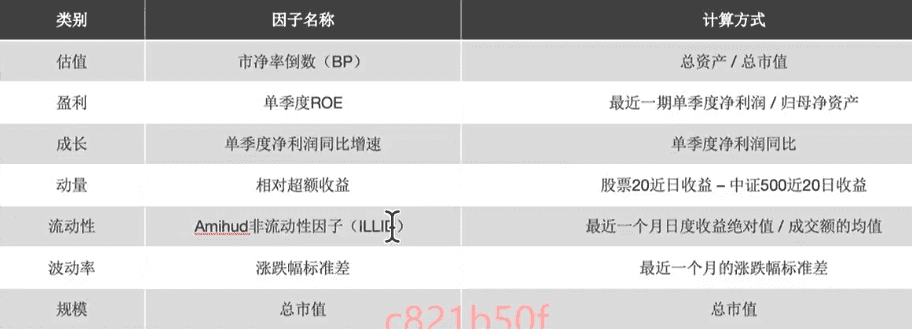 类别 因子名称 计算方式
估值 市净率倒数（BP） 总资产 / 总市值
盈利 单季度ROE 最近一期单季度净利润 / 归母净资产
成长 单季度净利润同比增速 单季度净利润同比
动量 相对超额收益 股票20近日收益 – 中证500近20日收益
流动性 Amihud非流动性因子（ILLIQ） 最近一个月日度收益绝对值 / 成交额的均值
波动率 涨跌幅标准差 最近一个月的涨跌幅标准差
规模 总市值 总市值
c821b50f